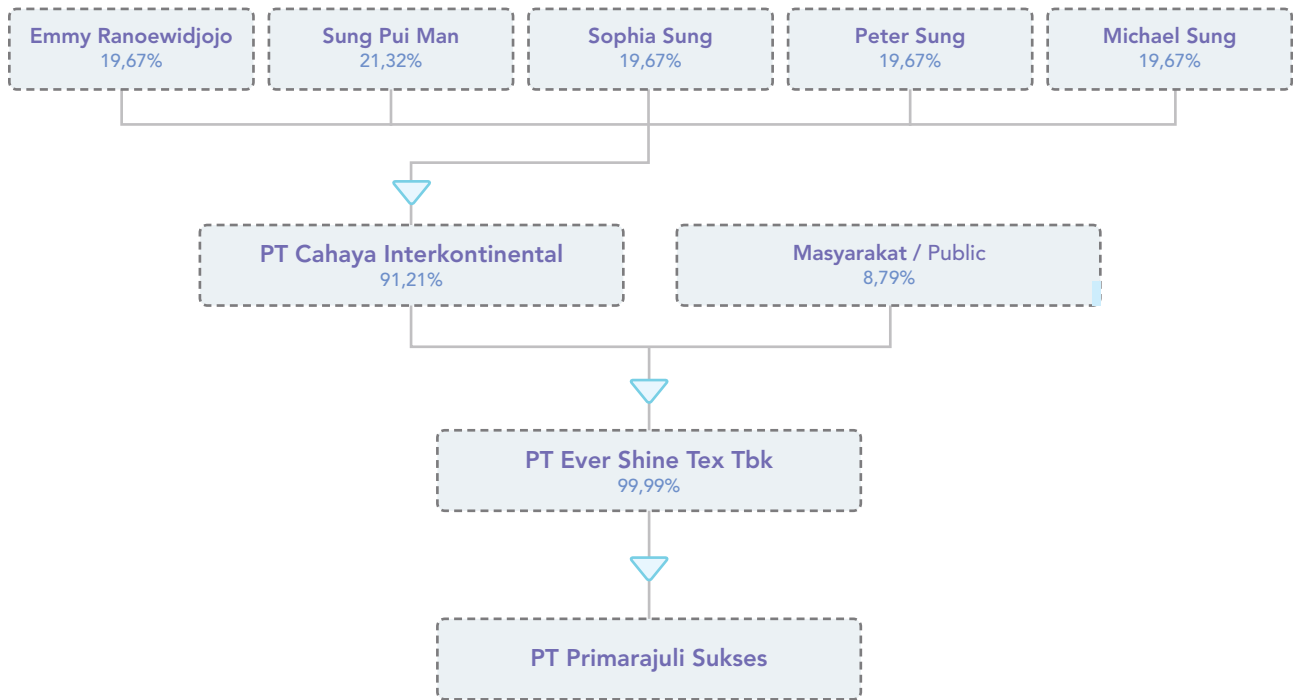 Emmy Ranoewidjojo
19,67%
Sung Pui Man
21,32%
Sophia Sung
19,67%
Peter Sung
19,67%
Michael Sung
19,67%
PT Cahaya Interkontinental
91,21%
Masyarakat / Public
8,79%
PT Ever Shine Tex Tbk
99,99%
PT Primarajuli Sukses